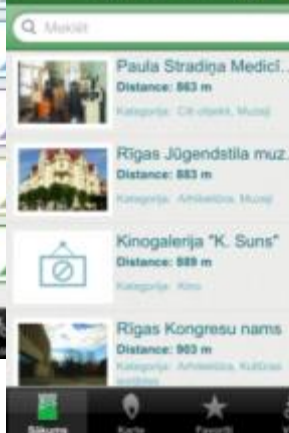 Meklēt
Paula Stradiņa Medicī...
Distance: 863 m
Kategorija: Citi objekti, Muzeji
Rīgas Jūgendstila muz...
Distance: 883 m
Kategorija: Arhitektūra, Muzeji
Kinogalerija "K. Suns"
Distance: 889 m
Kategorija: Kino
Rīgas Kongresu nams
Distance: 903 m
Kategorija: Arhitektūra, Kultūras
Sākums
Karte
Favorīti